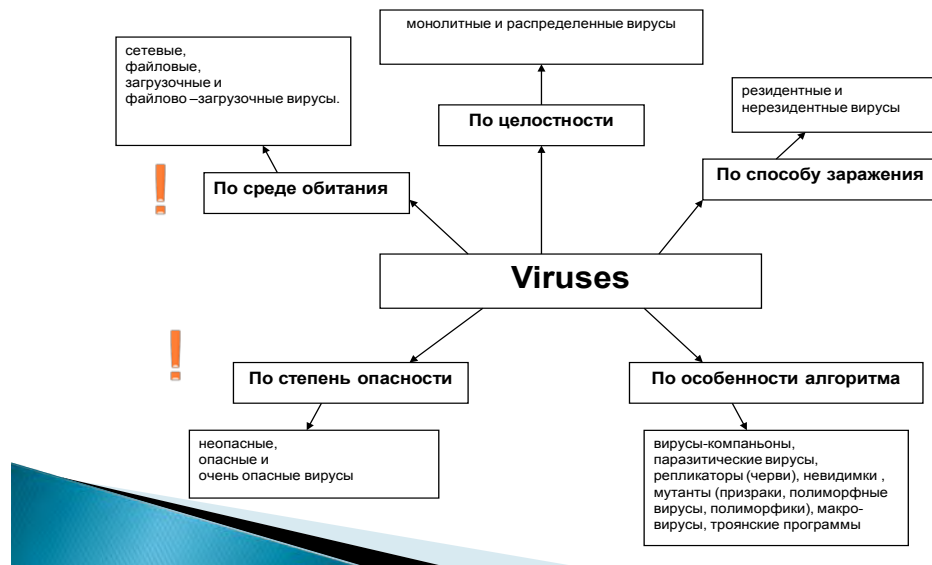 монолитные и распределенные вирусы
сетевые,
файловые,
загрузочные и
файлово –загрузочные вирусы.
резидентные и
нерезидентные вирусы
По целостности
По среде обитания
По способу заражения
Viruses
По степень опасности
По особенности алгоритма
неопасные,
опасные и
очень опасные вирусы
вирусы-компаньоны,
паразитические вирусы,
репликаторы (черви), невидимки ,
мутанты (призраки, полиморфные
вирусы, полиморфики), макро-
вирусы, троянские программы
!
!